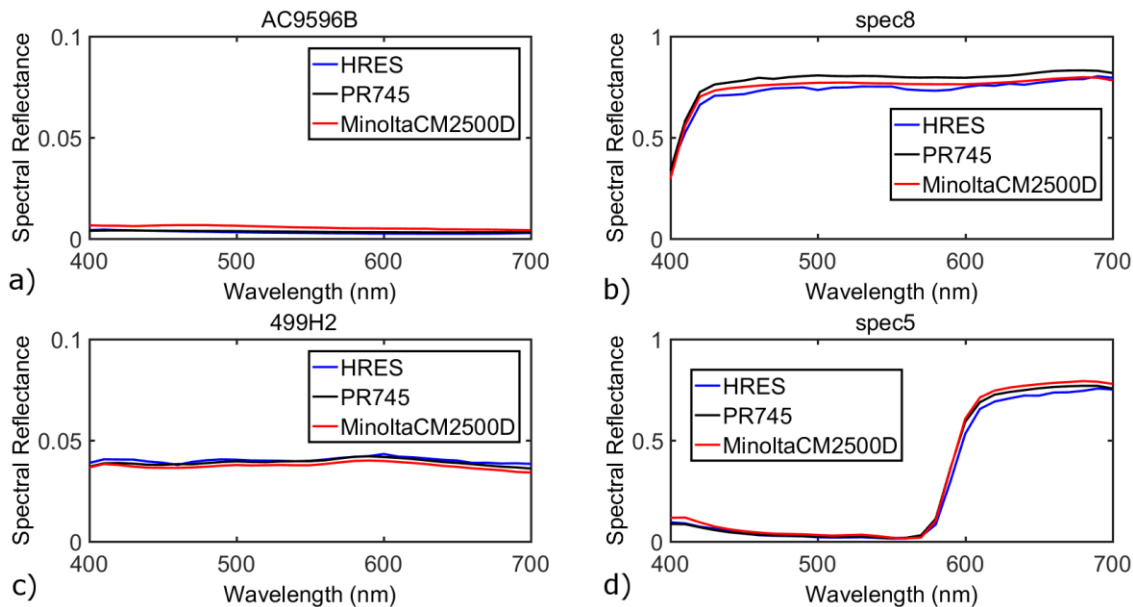 AC9596B
0.1
0.05
0
Spectral Reflectance
HRES
PR745
MinoltaCM2500D
400 500 600 700
Wavelength (nm)
a)
spec8
1
0.5
0
Spectral Reflectance
HRES
PR745
MinoltaCM2500D
400 500 600 700
Wavelength (nm)
b)
499H2
0.1
0.05
0
Spectral Reflectance
HRES
PR745
MinoltaCM2500D
400 500 600 700
Wavelength (nm)
c)
spec5
1
0.5
0
Spectral Reflectance
HRES
PR745
MinoltaCM2500D
400 500 600 700
Wavelength (nm)
d)